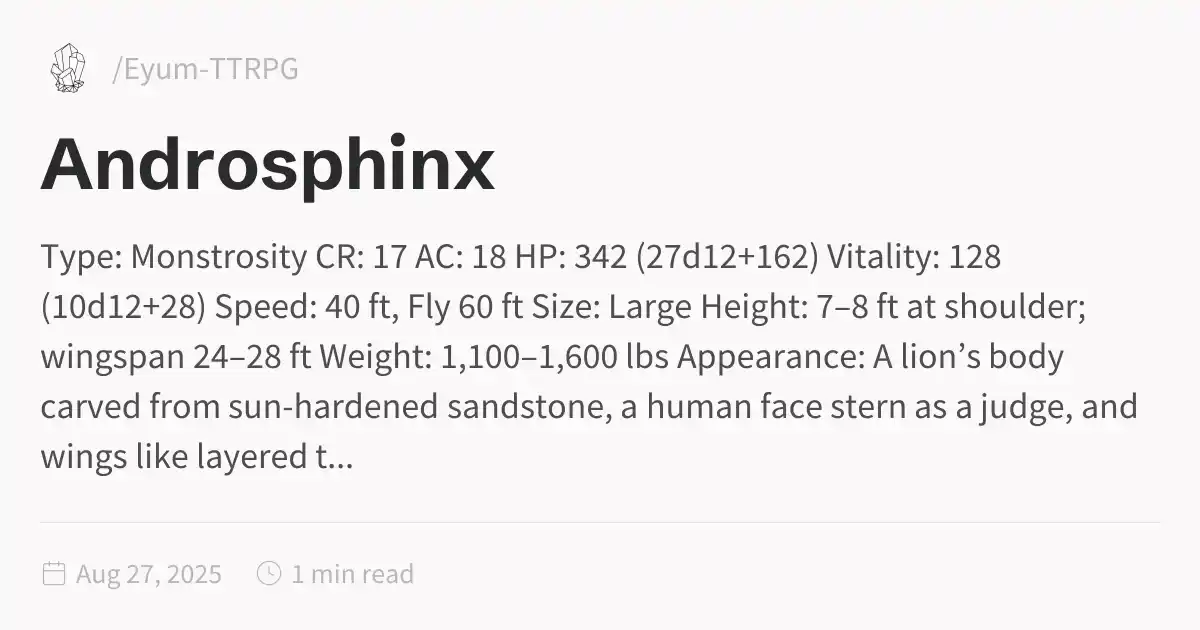 /Eyum-TTRPG
Androsphinx
Type: Monstrosity CR: 17 AC: 18 HP: 342 (27d12+162) Vitality: 128
(10d12+28) Speed: 40 ft, Fly 60 ft Size: Large Height: 7–8 ft at shoulder;
wingspan 24–28 ft Weight: 1,100–1,600 lbs Appearance: A lion’s body
carved from sun-hardened sandstone, a human face stern as a judge, and
wings like layered t...
Aug 27, 2025 1 min read